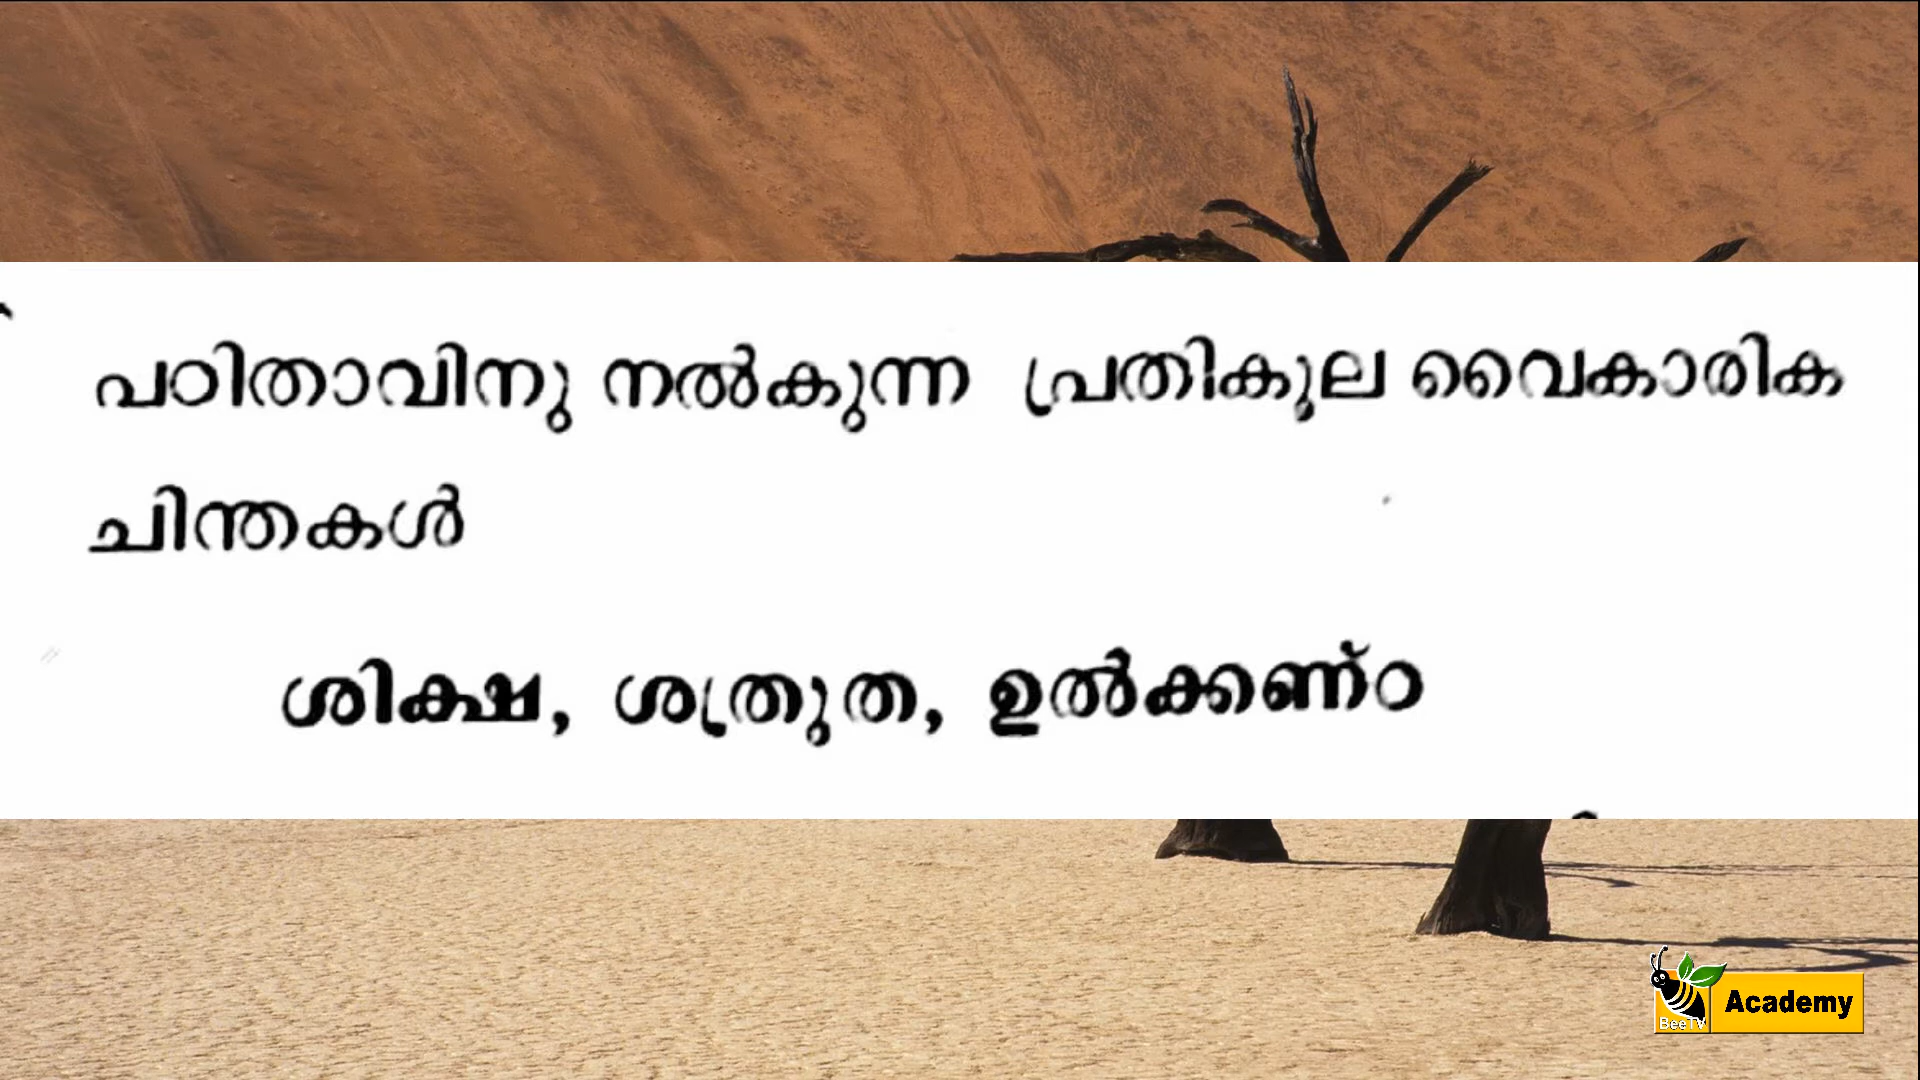 പഠിതാവിനു നൽകുന്ന പ്രതികൂല വൈകാരിക
ചിന്തകൾ
ശിക്ഷ, ശത്രുത, ഉൽക്കണ്ഠ
BeeTV Academy